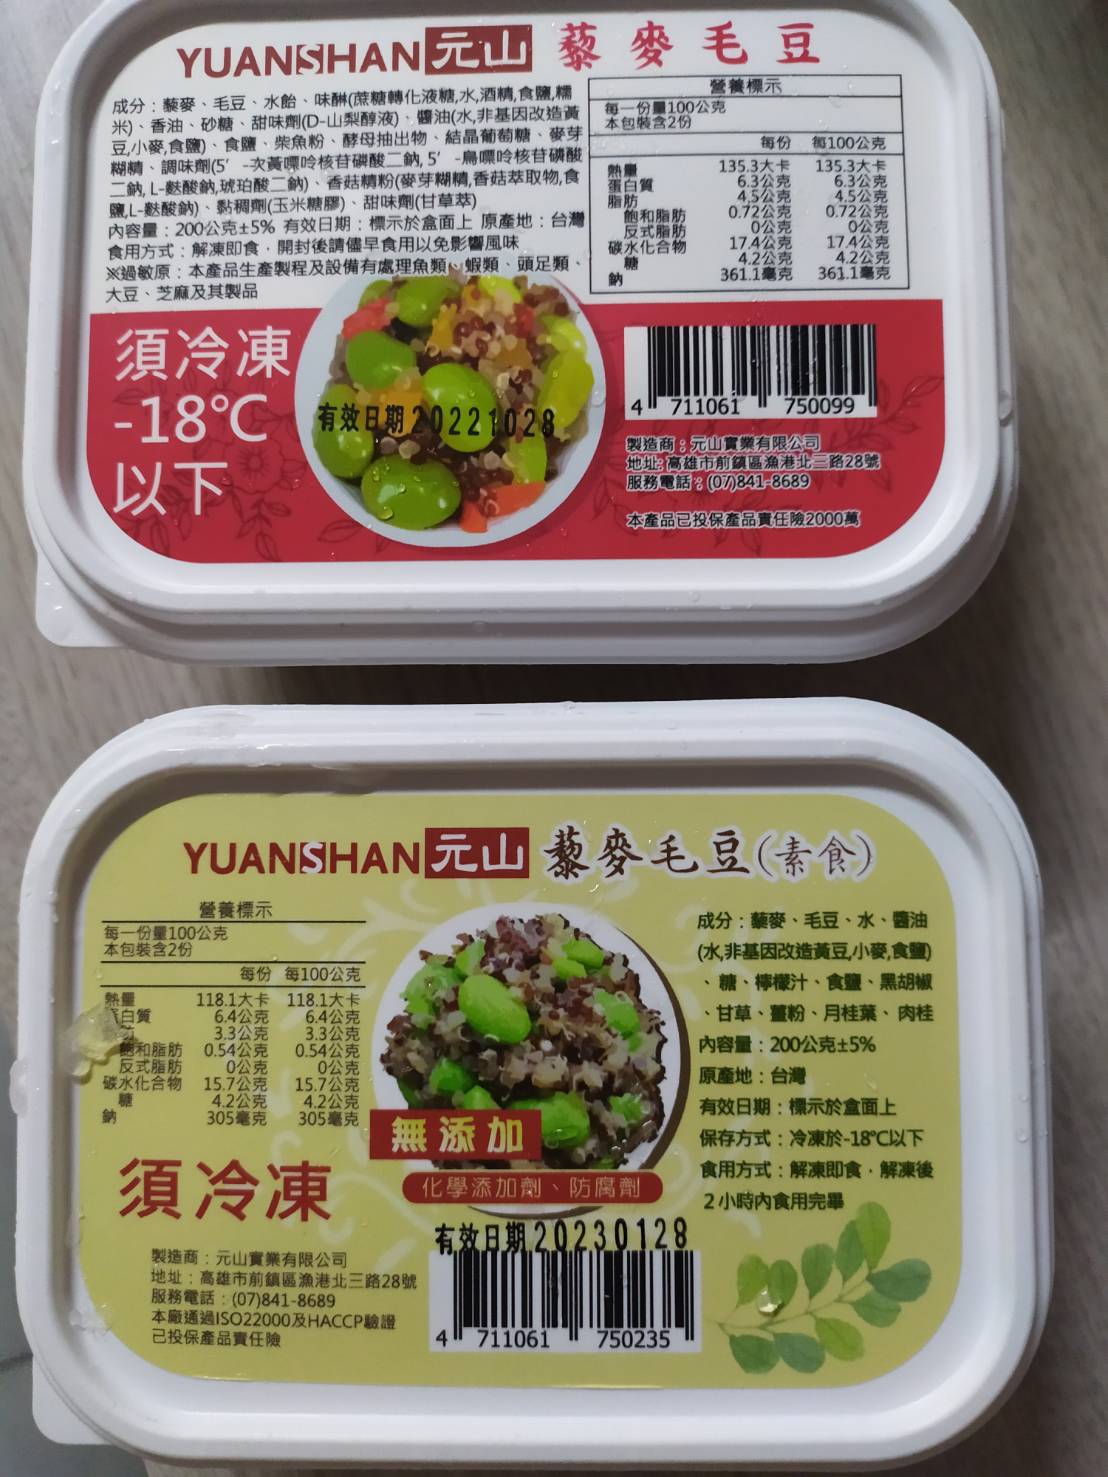 YUANSHAN 元山 藜麥毛豆
成分：藜麥、毛豆、水飴、味醂(蔗糖轉化液糖,水,酒精,食鹽,糯
米)、香油、砂糖、甜味劑(D-山梨醇液)、醬油(水,非基因改造黃
豆,小麥,食鹽)、食鹽、柴魚粉、酵母抽出物、結晶葡萄糖、麥芽
糊精、調味劑(5'-次黃嘌呤核苷磷酸二鈉, 5'-鳥嘌呤核苷磷酸
二鈉, L-麩酸鈉,琥珀酸二鈉)、香菇精粉(麥芽糊精,香菇萃取物,食
鹽,L-麩酸鈉)、黏稠劑(玉米糖膠)、甜味劑(甘草萃)
內容量：200公克±5% 有效日期：標示於盒面上 原產地：台灣
食用方式：解凍即食．開封後請儘早食用以免影響風味
※過敏原：本產品生產製程及設備有處理魚類、蝦類、頭足類、
大豆、芝麻及其製品
營養標示
每一份量100公克
本包裝含2份
每份 每100公克
熱量 135.3大卡 135.3大卡
蛋白質 6.3公克 6.3公克
脂肪 4.5公克 4.5公克
飽和脂肪 0.72公克 0.72公克
反式脂肪 0公克 0公克
碳水化合物 17.4公克 17.4公克
糖 4.2公克 4.2公克
鈉 361.1毫克 361.1毫克
須冷凍
-18℃
以下
有效日期 20221028
4 711061 750099
製造商：元山實業有限公司
地址: 高雄市前鎮區漁港北三路28號
服務電話：(07)841-8689
本產品已投保產品責任險2000萬
YUANSHAN 元山 藜麥毛豆(素食)
營養標示
每一份量100公克
本包裝含2份
每份 每100公克
熱量 118.1大卡 118.1大卡
白質 6.4公克 6.4公克
3.3公克 3.3公克
飽和脂肪 0.54公克 0.54公克
反式脂肪 0公克 0公克
碳水化合物 15.7公克 15.7公克
糖 4.2公克 4.2公克
鈉 305毫克 305毫克
須冷凍
製造商：元山實業有限公司
地址：高雄市前鎮區漁港北三路28號
服務電話：(07)841-8689
本廠通過ISO22000及HACCP驗證
已投保產品責任險
無添加
化學添加劑、防腐劑
有效日期 20230128
4 711061 750235
成分：藜麥、毛豆、水、醬油
(水,非基因改造黃豆,小麥,食鹽)
、糖、檸檬汁、食鹽、黑胡椒
、甘草、薑粉、月桂葉、肉桂
內容量：200公克±5%
原產地：台灣
有效日期：標示於盒面上
保存方式：冷凍於-18℃以下
食用方式：解凍即食．解凍後
2小時內食用完畢